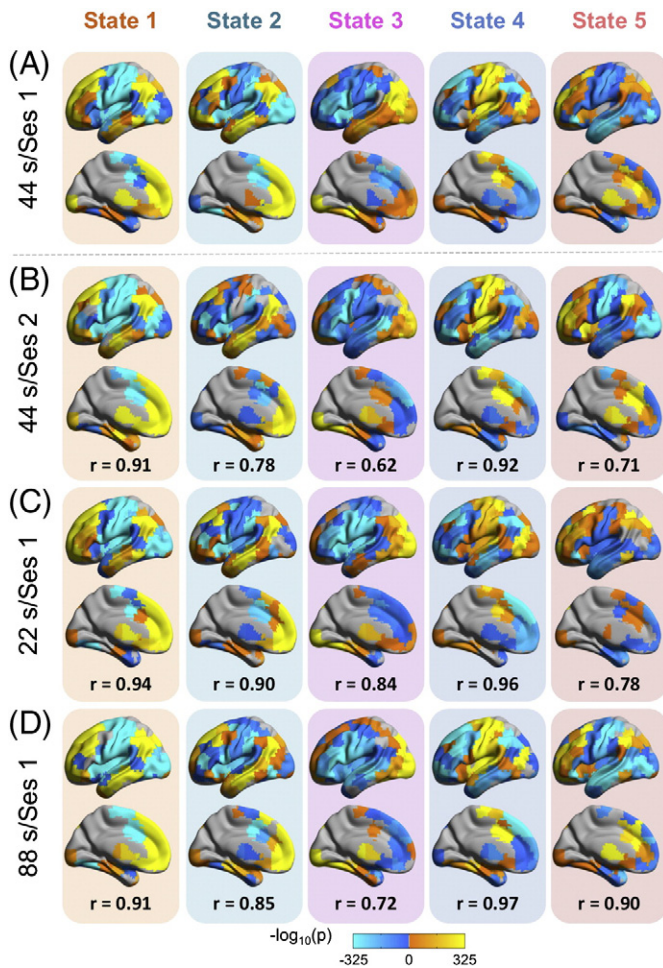 State 1 State 2 State 3 State 4 State 5
(A) 44 s/Ses 1
(B) 44 s/Ses 2
r = 0.91 r = 0.78 r = 0.62 r = 0.92 r = 0.71
(C) 22 s/Ses 1
r = 0.94 r = 0.90 r = 0.84 r = 0.96 r = 0.78
(D) 88 s/Ses 1
r = 0.91 r = 0.85 r = 0.72 r = 0.97 r = 0.90
-log10(p)
-325 0 325